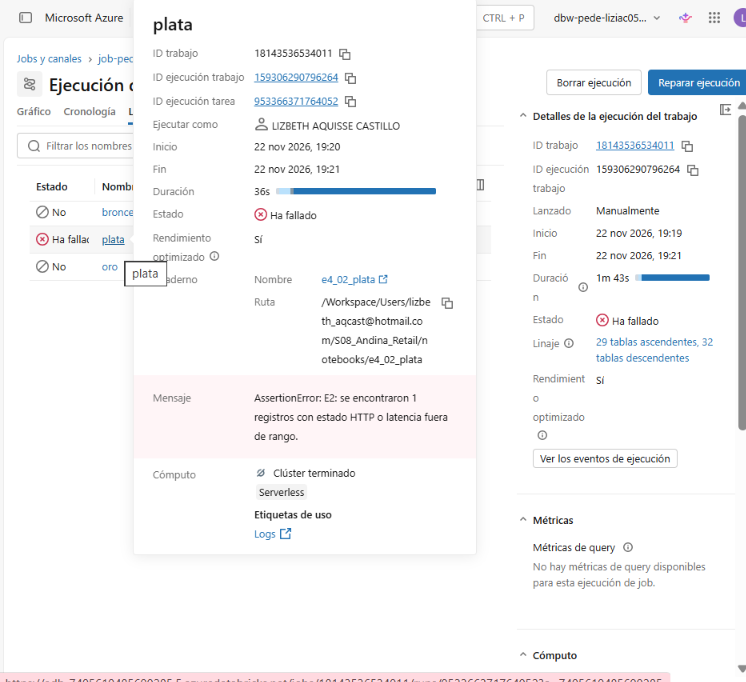 Microsoft Azure
CTRL + P
dbw-pede-liziac05...
Jobs y canales > job-pec
Ejecución d
Borrar ejecución
Reparar ejecución
Gráfico Cronología
Filtrar los nombres
Estado Nombr
No bronce
Ha fallac plata
No oro
plata
plata
ID trabajo 18143536534011
ID ejecución trabajo 159306290796264
ID ejecución tarea 953366371764052
Ejecutar como LIZBETH AQUISSE CASTILLO
Inicio 22 nov 2026, 19:20
Fin 22 nov 2026, 19:21
Duración 36s
Estado Ha fallado
Rendimiento Sí
optimizado
aderno Nombre e4_02_plata
Ruta /Workspace/Users/lizbe
th_aqcast@hotmail.co
m/S08_Andina_Retail/n
otebooks/e4_02_plata
Mensaje AssertionError: E2: se encontraron 1
registros con estado HTTP o latencia fuera
de rango.
Cómputo Clúster terminado
Serverless
Etiquetas de uso
Logs
Detalles de la ejecución del trabajo
ID trabajo 18143536534011
ID ejecución 159306290796264
trabajo
Lanzado Manualmente
Inicio 22 nov 2026, 19:19
Fin 22 nov 2026, 19:21
Duració 1m 43s
n
Estado Ha fallado
Linaje 29 tablas ascendentes, 32
tablas descendentes
Rendimient Sí
o
optimizado
Ver los eventos de ejecución
Métricas
Métricas de query
No hay métricas de query disponibles
para esta ejecución de job.
Cómputo